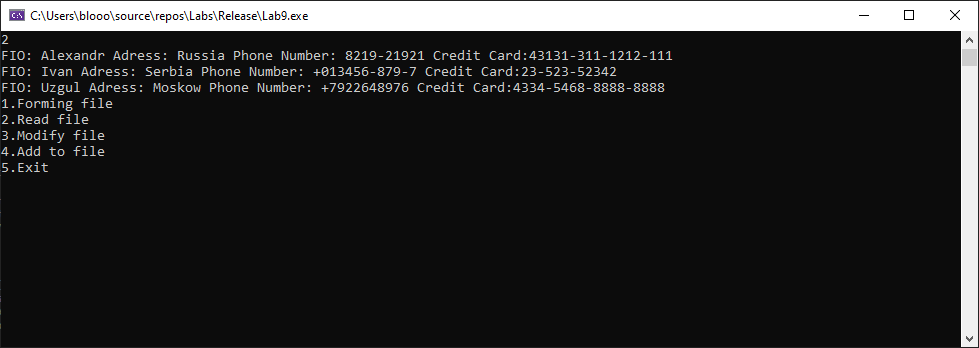 C:\Users\blooo\source\repos\Labs\Release\Lab9.exe
2
FIO: Alexandr Adress: Russia Phone Number: 8219-21921 Credit Card:43131-311-1212-111
FIO: Ivan Adress: Serbia Phone Number: +013456-879-7 Credit Card:23-523-52342
FIO: Uzgul Adress: Moskow Phone Number: +7922648976 Credit Card:4334-5468-8888-8888
1.Forming file
2.Read file
3.Modify file
4.Add to file
5.Exit